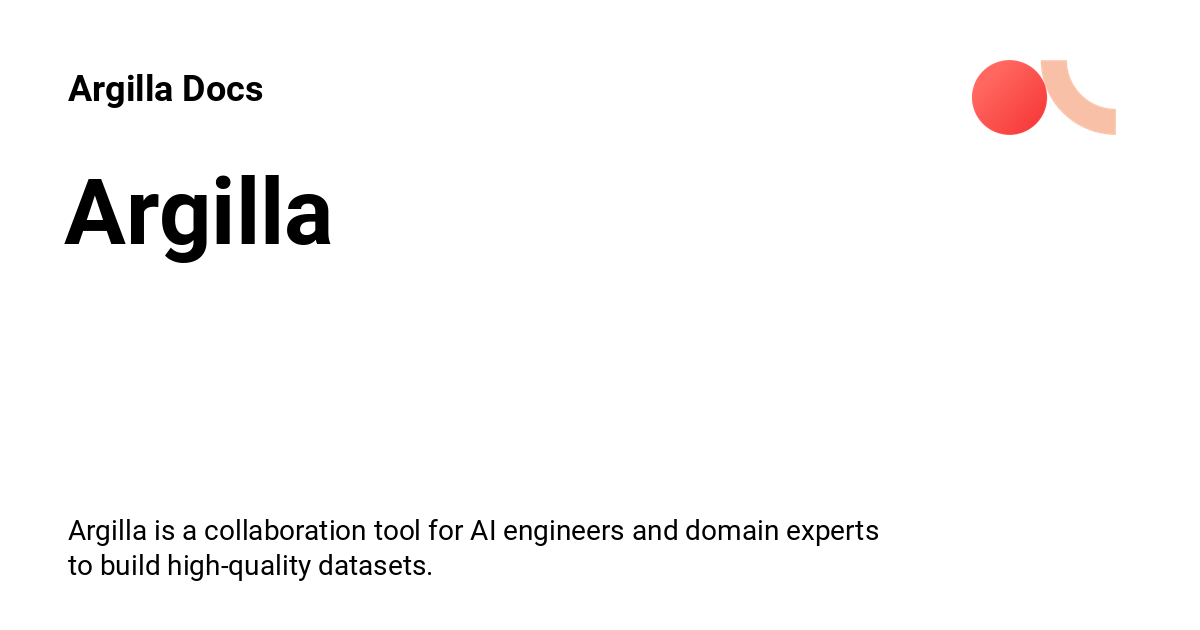 Argilla Docs
Argilla
Argilla is a collaboration tool for AI engineers and domain experts
to build high-quality datasets.